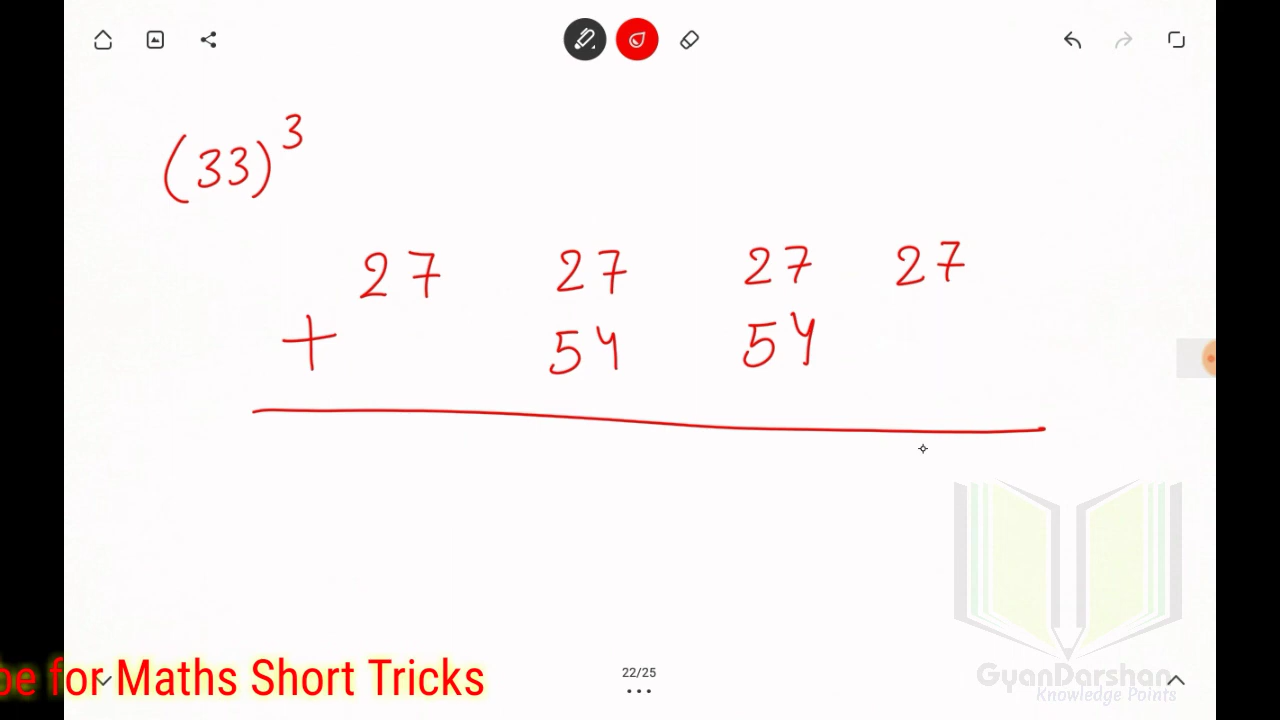 (33)³
27 27 27 27
+ 54 54
22/25
GyanDarshan
Knowledge Points
be for Maths Short Tricks